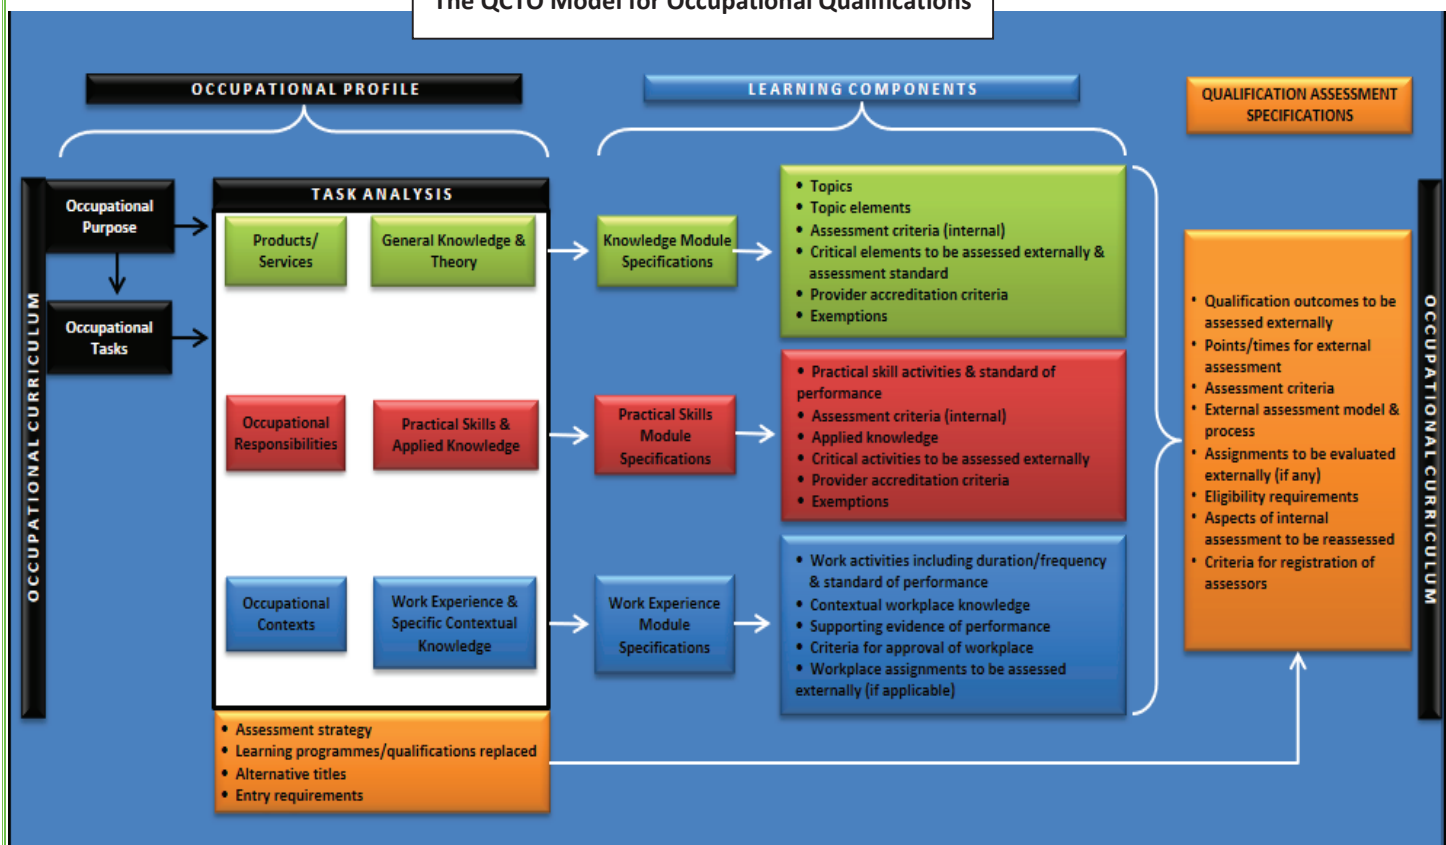 The QCTO Model for Occupational Qualifications
OCCUPATIONAL PROFILE
LEARNING COMPONENTS
QUALIFICATION ASSESSMENT
SPECIFICATIONS
OCCUPATIONAL CURRICULUM
Occupational
Purpose
Occupational
Tasks
TASK ANALYSIS
Products/
Services
General Knowledge &
Theory
Knowledge Module
Specifications
• Topics
• Topic elements
• Assessment criteria (internal)
• Critical elements to be assessed externally &
assessment standard
• Provider accreditation criteria
• Exemptions
Occupational
Responsibilities
Practical Skills &
Applied Knowledge
Practical Skills
Module
Specifications
• Practical skill activities & standard of
performance
• Assessment criteria (internal)
• Applied knowledge
• Critical activities to be assessed externally
• Provider accreditation criteria
• Exemptions
Occupational
Contexts
Work Experience &
Specific Contextual
Knowledge
Work Experience
Module
Specifications
• Work activities including duration/frequency
& standard of performance
• Contextual workplace knowledge
• Supporting evidence of performance
• Criteria for approval of workplace
• Workplace assignments to be assessed
externally (if applicable)
• Assessment strategy
• Learning programmes/qualifications replaced
• Alternative titles
• Entry requirements
• Qualification outcomes to be
assessed externally
• Points/times for external
assessment
• Assessment criteria
• External assessment model &
process
• Assignments to be evaluated
externally (if any)
• Eligibility requirements
• Aspects of internal
assessment to be reassessed
• Criteria for registration of
assessors
OCCUPATIONAL CURRICULUM